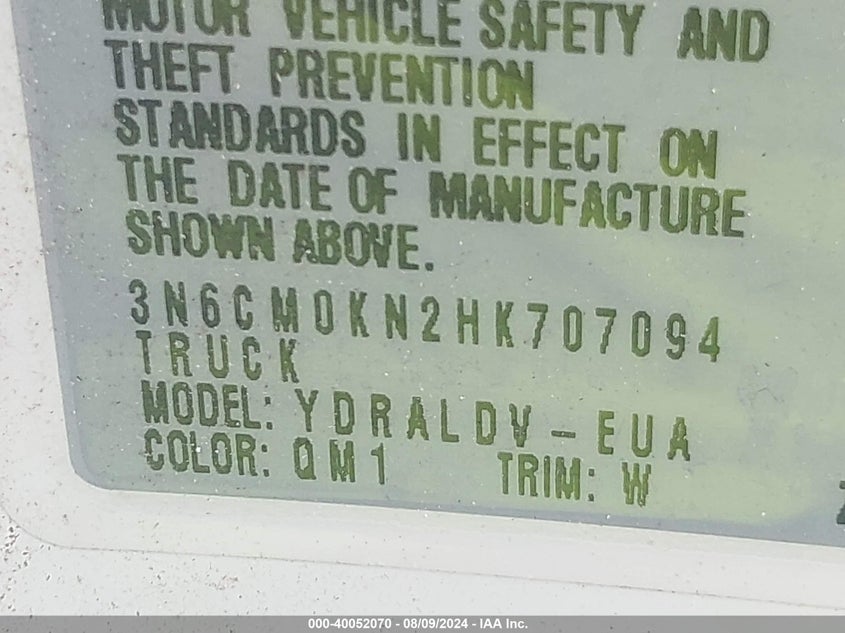 MOTOR VEHICLE SAFETY AND
THEFT PREVENTION
STANDARDS IN EFFECT ON
THE DATE OF MANUFACTURE
SHOWN ABOVE.
3N6CM0KN2HK707094
TRUCK
MODEL: YDRALDV-EUA
COLOR: QM1 TRIM: W
000-40052070 - 08/09/2024 - IAA Inc.